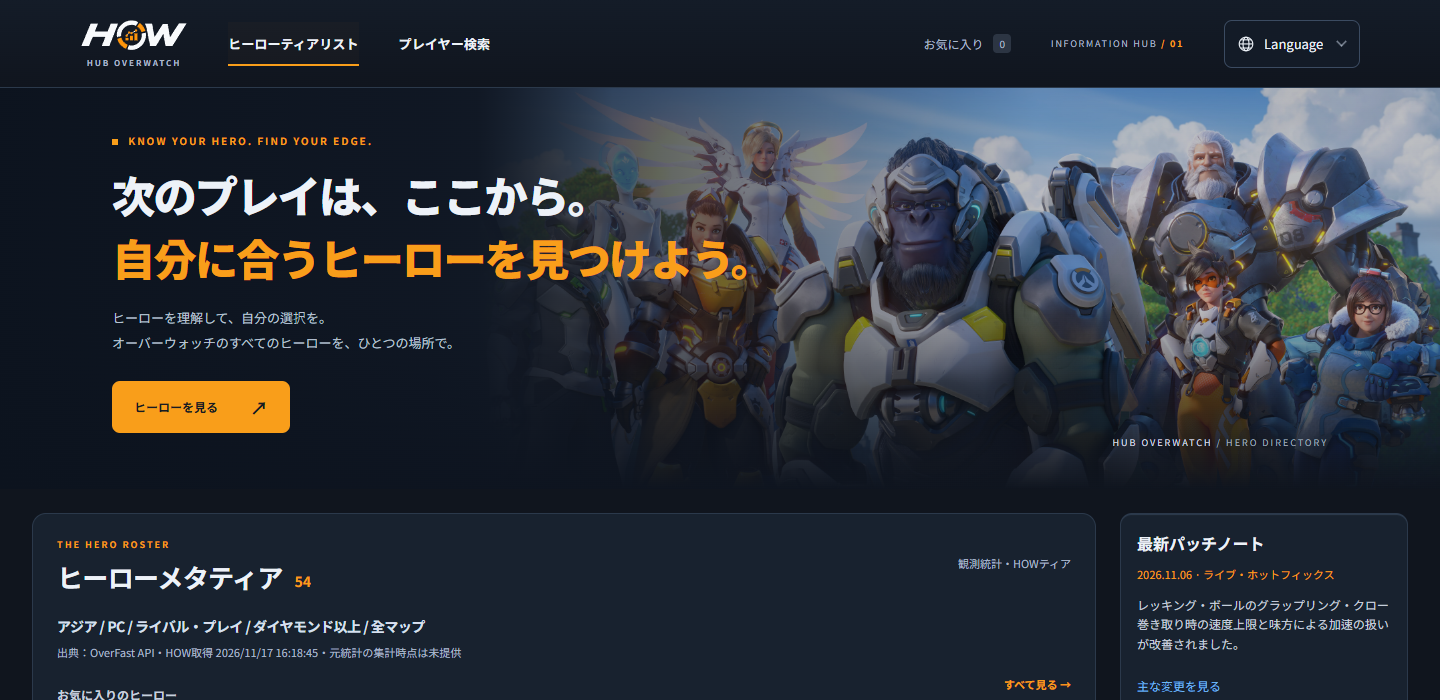 HOW
HUB OVERWATCH
ヒーローティアリスト
プレイヤー検索
お気に入り 0
INFORMATION HUB / 01
Language
KNOW YOUR HERO. FIND YOUR EDGE.
次のプレイは、ここから。
自分に合うヒーローを見つけよう。
ヒーローを理解して、自分の選択を。
オーバーウォッチのすべてのヒーローを、ひとつの場所で。
ヒーローを見る ↗
08
HUB OVERWATCH / HERO DIRECTORY
THE HERO ROSTER
ヒーローメタティア 54
観測統計・HOWティア
アジア / PC / ライバル・プレイ / ダイヤモンド以上 / 全マップ
出典：OverFast API・HOW取得 2026/11/17 16:18:45・元統計の集計時点は未提供
お気に入りのヒーロー
すべて見る →
最新パッチノート
2026.11.06 · ライブ・ホットフィックス
レッキング・ボールのグラップリング・クロー
巻き取り時の速度上限と味方による加速の扱い
が改善されました。
主な変更を見る